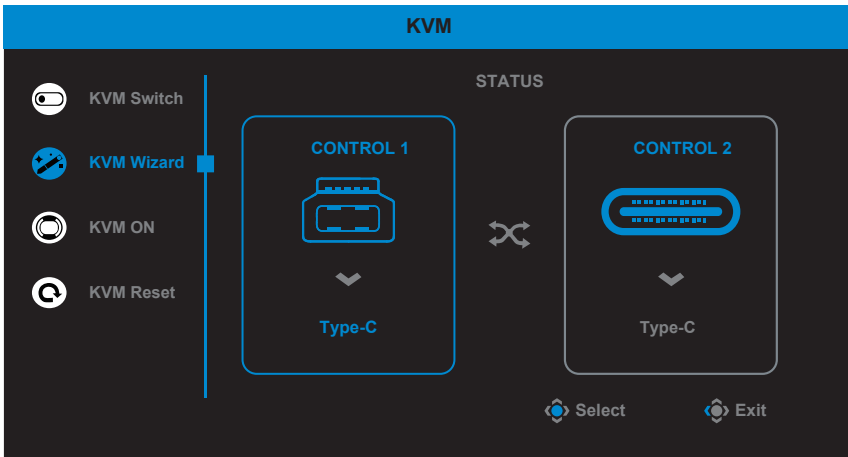 KVM
KVM Switch
KVM Wizard
KVM ON
KVM Reset
STATUS
CONTROL 1
Type-C
CONTROL 2
Type-C
Select
Exit